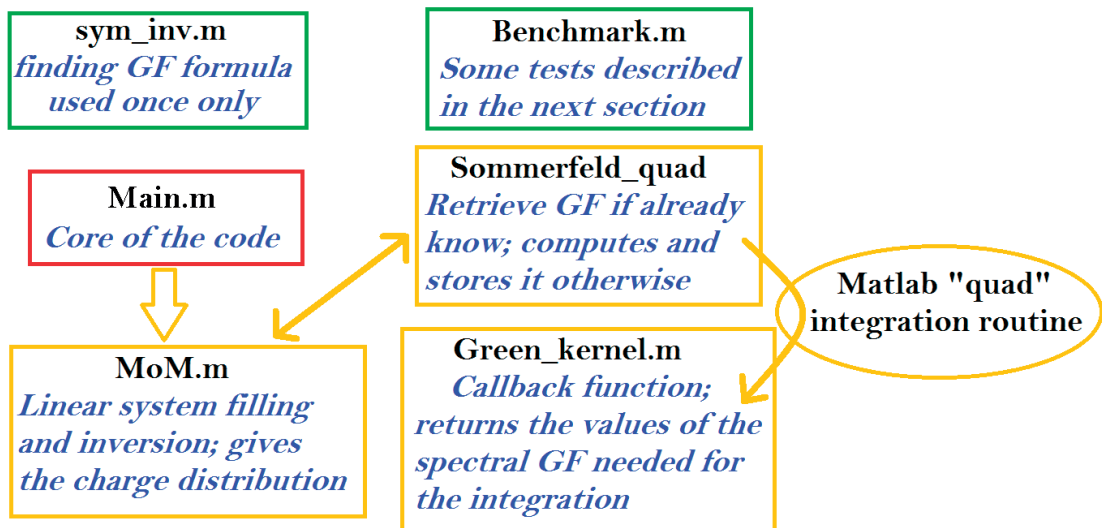 sym_inv.m
finding GF formula
used once only
Benchmark.m
Some tests described
in the next section
Main.m
Core of the code
Sommerfeld_quad
Retrieve GF if already
know; computes and
stores it otherwise
Matlab "quad"
integration routine
MoM.m
Linear system filling
and inversion; gives
the charge distribution
Green_kernel.m
Callback function;
returns the values of the
spectral GF needed for
the integration